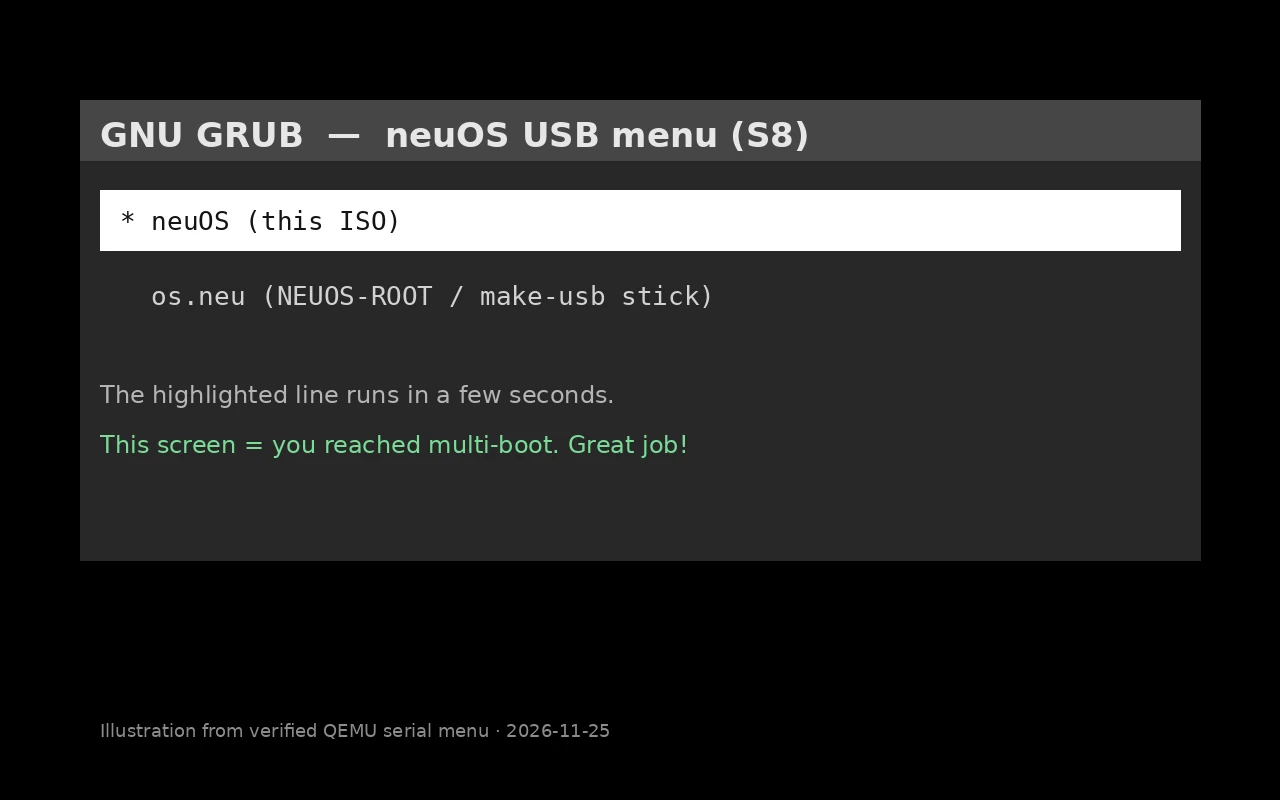 GNU GRUB — neuOS USB menu (S8)
* neuOS (this ISO)
os.neu (NEUOS-ROOT / make-usb stick)
The highlighted line runs in a few seconds.
This screen = you reached multi-boot. Great job!
Illustration from verified QEMU serial menu · 2026-11-25